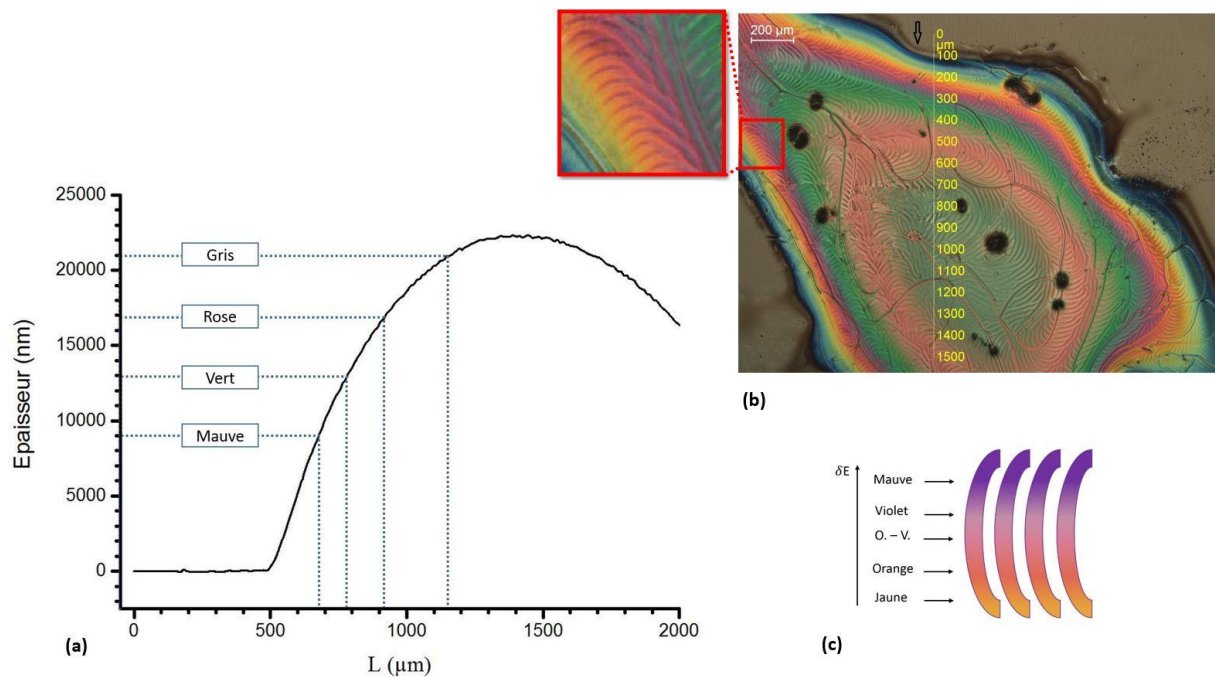 25000
20000
15000
10000
5000
0
Epaisseur (nm)
Gris
Rose
Vert
Mauve
0
500
1000
1500
2000
L (µm)
(a)
200 µm
0
µm
100
200
300
400
500
600
700
800
900
1000
1100
1200
1300
1400
1500
(b)
δE
Mauve
Violet
O. – V.
Orange
Jaune
(c)